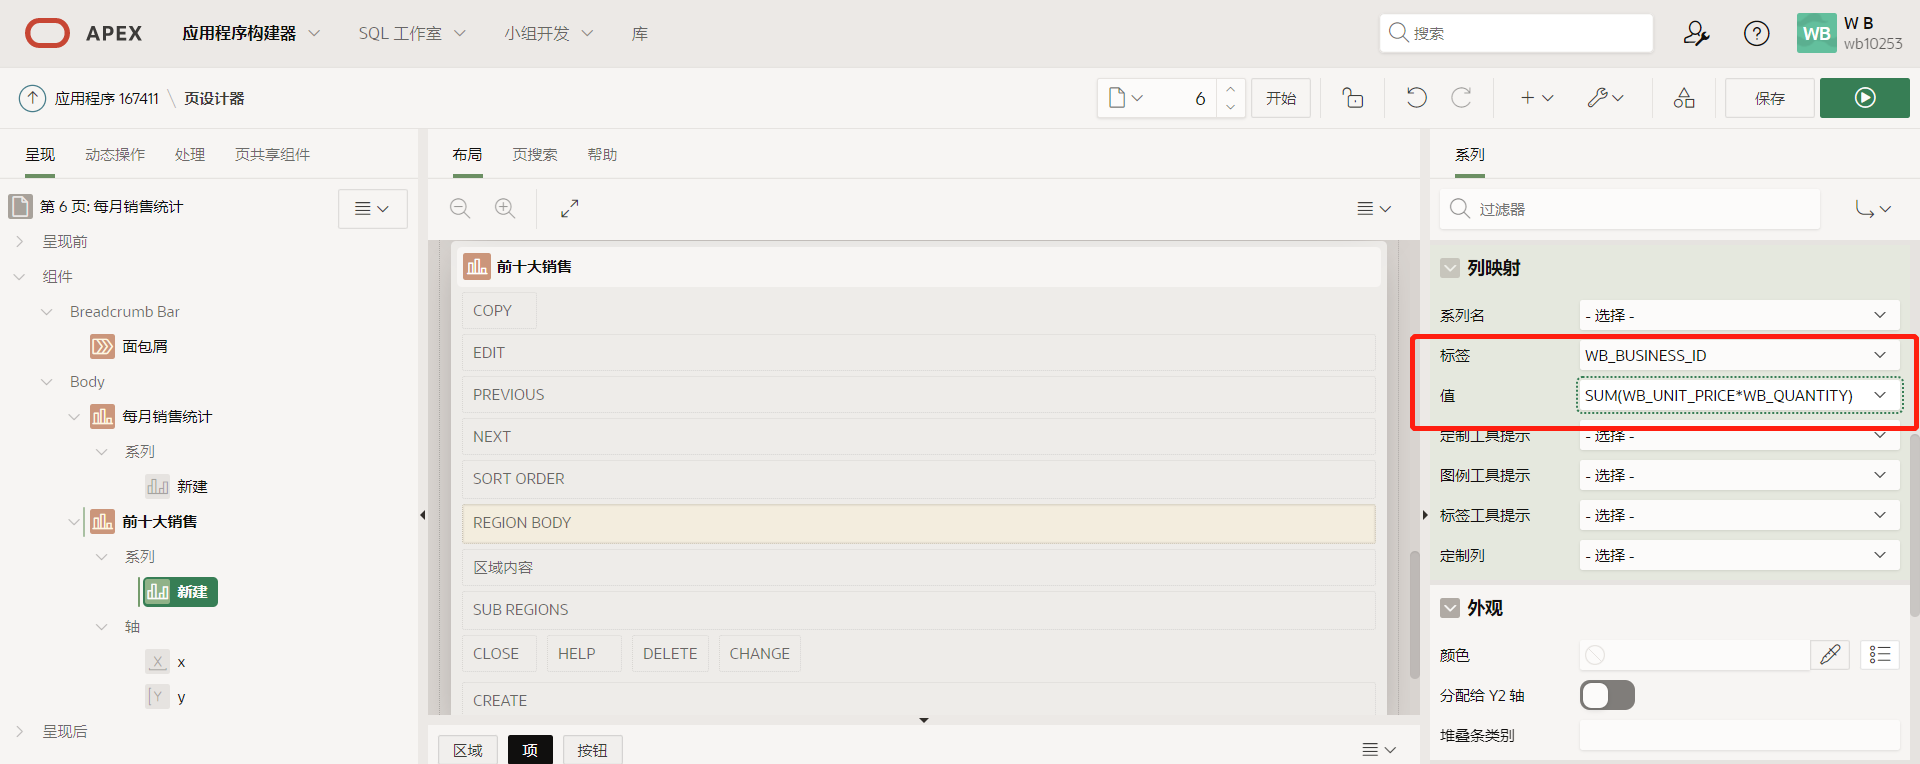 APEX
应用程序构建器
SQL 工作室
小组开发
库
搜索
WB
W B
wb10253
应用程序 167411 \ 页设计器
6
开始
保存
呈现
动态操作
处理
页共享组件
布局
页搜索
帮助
系列
第 6 页: 每月销售统计
呈现前
组件
Breadcrumb Bar
面包屑
Body
每月销售统计
系列
新建
前十大销售
系列
新建
轴
X x
Y y
呈现后
前十大销售
COPY
EDIT
PREVIOUS
NEXT
SORT ORDER
REGION BODY
区域内容
SUB REGIONS
CLOSE
HELP
DELETE
CHANGE
CREATE
区域
项
按钮
过滤器
列映射
系列名
- 选择 -
标签
WB_BUSINESS_ID
值
SUM(WB_UNIT_PRICE*WB_QUANTITY)
定制工具提示
- 选择 -
图例工具提示
- 选择 -
标签工具提示
- 选择 -
定制列
- 选择 -
外观
颜色
分配给 Y2 轴
堆叠条类别